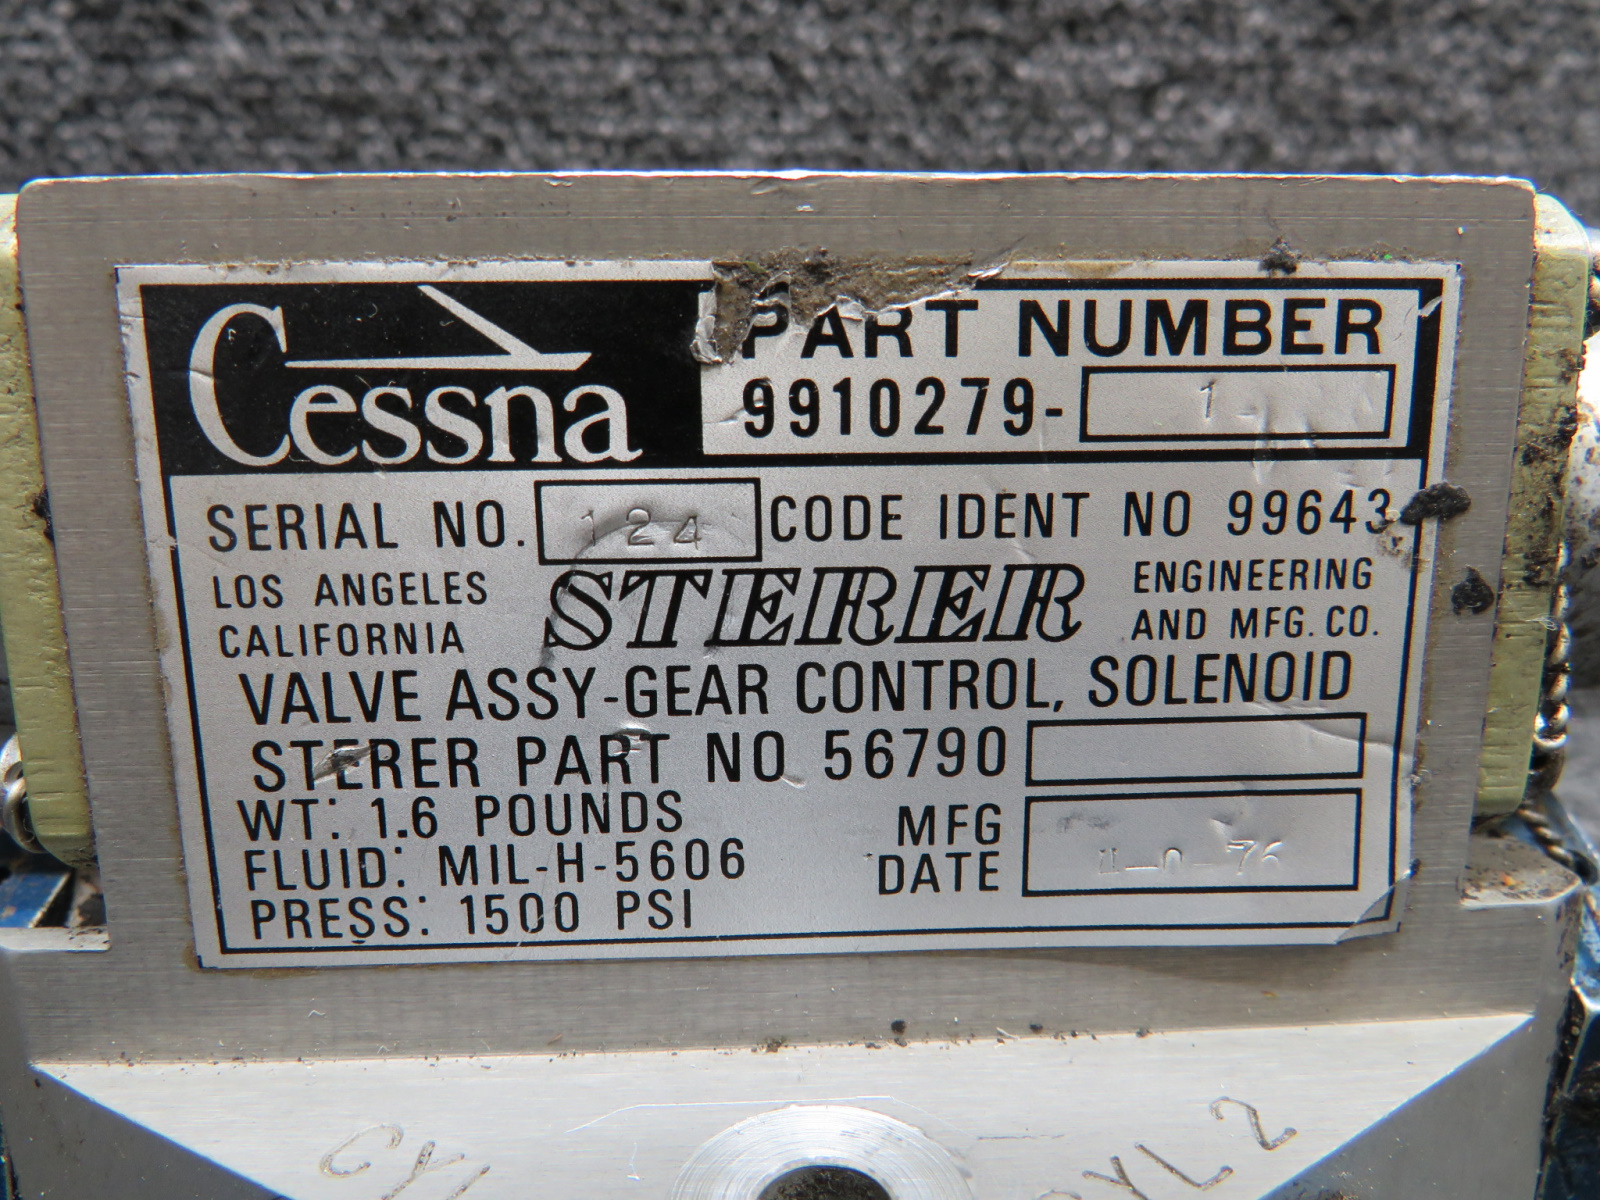 Cessna
PART NUMBER
9910279- 1
SERIAL NO. 124 CODE IDENT NO 99643
LOS ANGELES
CALIFORNIA
STERER
ENGINEERING
AND MFG. CO.
VALVE ASSY-GEAR CONTROL, SOLENOID
STERER PART NO 56790
WT: 1.6 POUNDS
FLUID: MIL-H-5606
PRESS: 1500 PSI
MFG
DATE
CYL 2